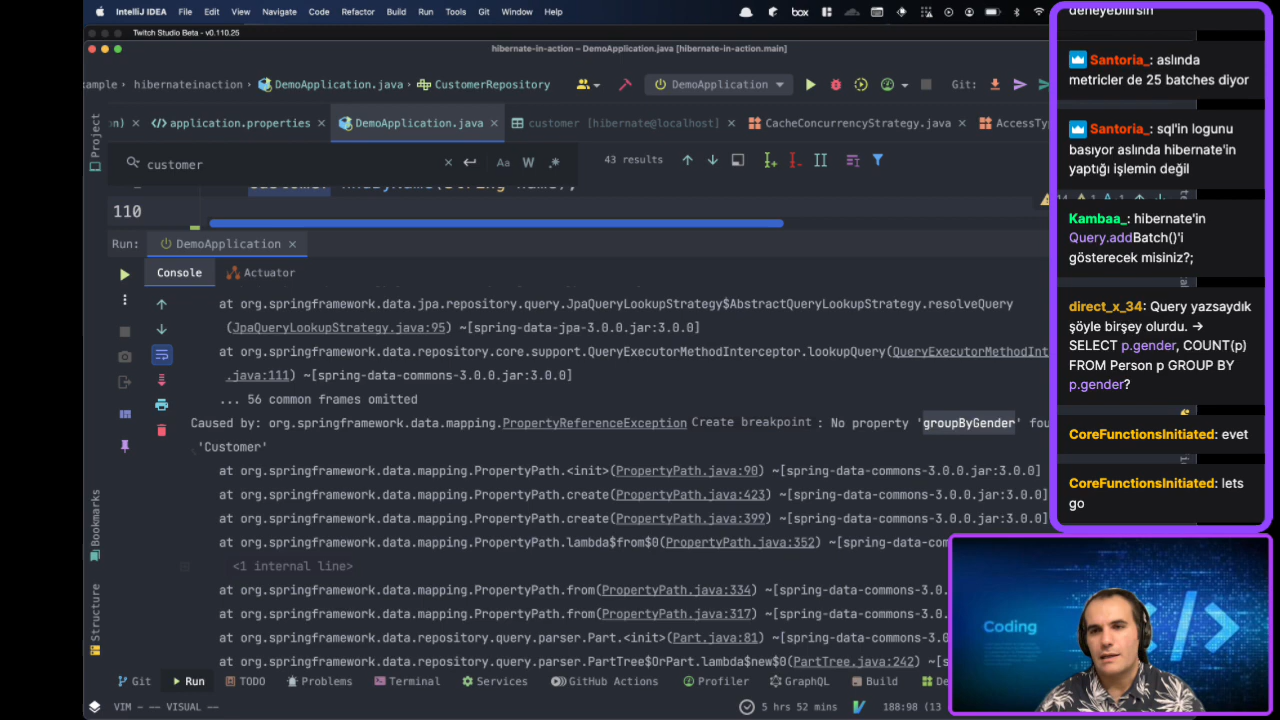 IntelliJ IDEA File Edit View Navigate Code Refactor Build Run Tools Git Window Help
box
Twitch Studio Beta - v0.110.25
hibernate-in-action – DemoApplication.java [hibernate-in-action.main]
xample hibernateinaction DemoApplication.java CustomerRepository DemoApplication Git:
application.properties DemoApplication.java customer [hibernate@localhost] CacheConcurrencyStrategy.java AccessTy
Project
customer Aa W .* 43 results
110
Run: DemoApplication
Console Actuator
at org.springframework.data.jpa.repository.query.JpaQueryLookupStrategy$AbstractQueryLookupStrategy.resolveQuery
(JpaQueryLookupStrategy.java:95) ~[spring-data-jpa-3.0.0.jar:3.0.0]
at org.springframework.data.repository.core.support.QueryExecutorMethodInterceptor.lookupQuery(QueryExecutorMethodInt
.java:111) ~[spring-data-commons-3.0.0.jar:3.0.0]
... 56 common frames omitted
Caused by: org.springframework.data.mapping.PropertyReferenceException Create breakpoint : No property 'groupByGender' fou
'Customer'
at org.springframework.data.mapping.PropertyPath.<init>(PropertyPath.java:90) ~[spring-data-commons-3.0.0.jar:3.0.0]
at org.springframework.data.mapping.PropertyPath.create(PropertyPath.java:423) ~[spring-data-commons-3.0.0.jar:3.0.0]
at org.springframework.data.mapping.PropertyPath.create(PropertyPath.java:399) ~[spring-data-commons-3.0.0.jar:3.0.0]
at org.springframework.data.mapping.PropertyPath.lambda$from$0(PropertyPath.java:352) ~[spring-data-com
<1 internal line>
at org.springframework.data.mapping.PropertyPath.from(PropertyPath.java:334) ~[spring-data-commons-3.0.
at org.springframework.data.mapping.PropertyPath.from(PropertyPath.java:317) ~[spring-data-commons-3.0.
at org.springframework.data.repository.query.parser.Part.<init>(Part.java:81) ~[spring-data-commons-3.0
at org.springframework.data.repository.query.parser.PartTree$OrPart.lambda$new$0(PartTree.java:242) ~[s
Bookmarks
Structure
Git Run TODO Problems Terminal Services GitHub Actions Profiler GraphQL Build De
VIM – –– VISUAL –– 5 hrs 52 mins 188:98 (13
deneyebilirsin
Santoria_: aslında
metricler de 25 batches diyor
Santoria_: sql'in logunu
basıyor aslında hibernate'in
yaptığı işlemin değil
Kambaa_: hibernate'in
Query.addBatch()'i
gösterecek misiniz?;
direct_x_34: Query yazsaydık
şöyle birşey olurdu. →
SELECT p.gender, COUNT(p)
FROM Person p GROUP BY
p.gender?
CoreFunctionsInitiated: evet
CoreFunctionsInitiated: lets
go
Coding